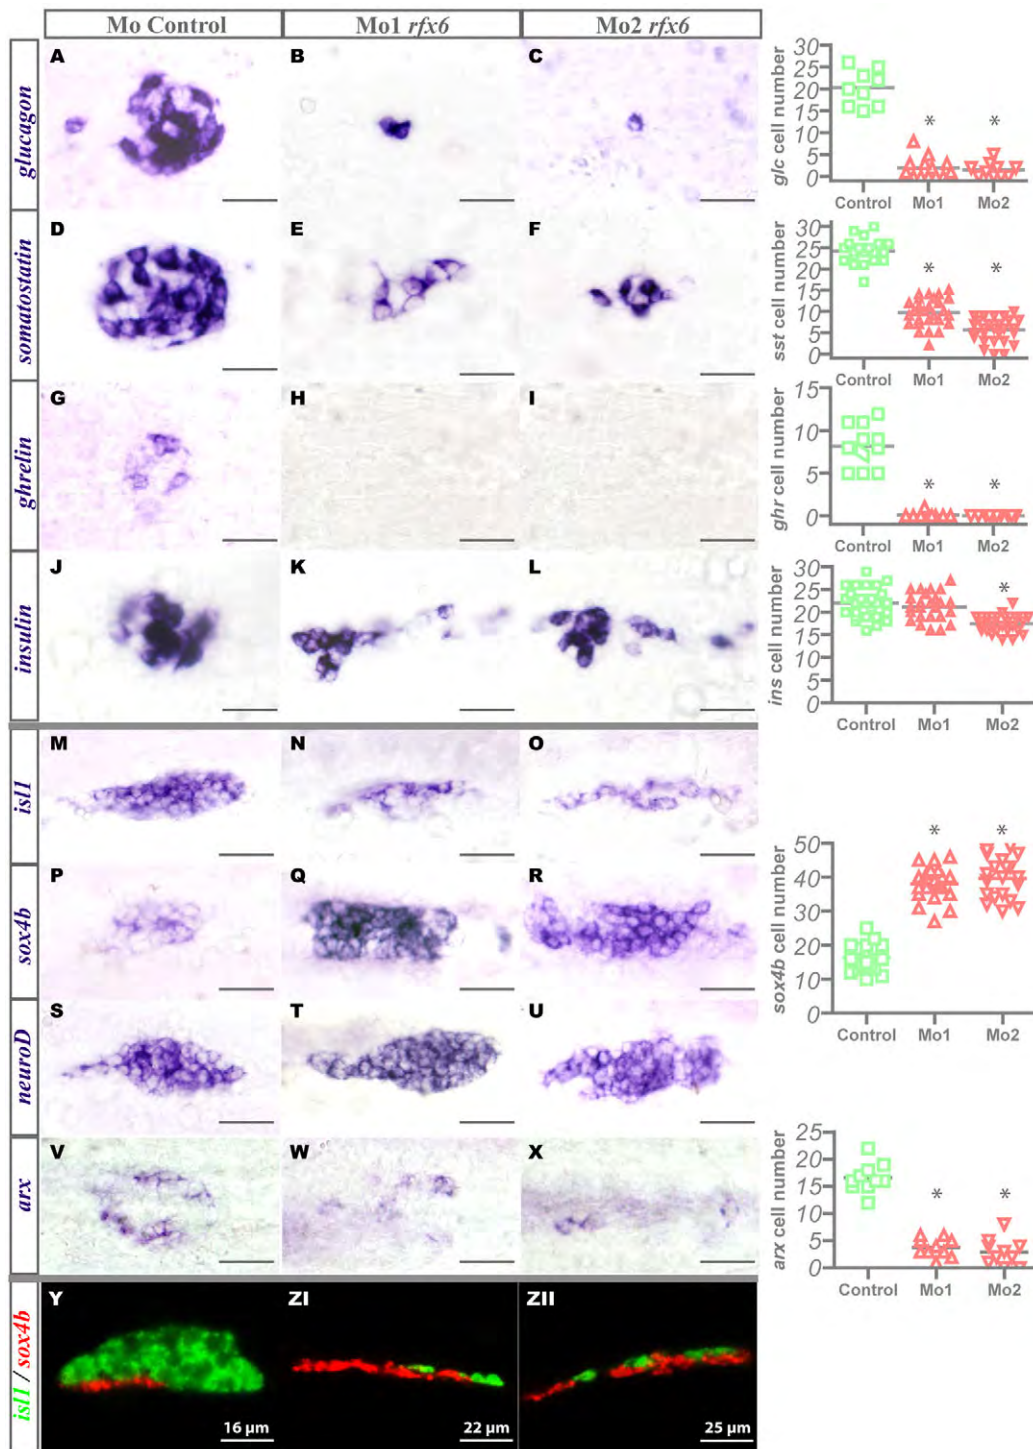 Mo Control Mo1 rfx6 Mo2 rfx6
glucagon
A B C
glc cell number
30
25
20
15
10
5
0
* *
Control Mo1 Mo2
somatostatin
D E F
sst cell number
30
25
20
15
10
5
0
* *
Control Mo1 Mo2
ghrelin
G H I
ghr cell number
15
10
5
0
* *
Control Mo1 Mo2
insulin
J K L
ins cell number
30
25
20
15
10
5
0
*
Control Mo1 Mo2
isl1
M N O
sox4b
P Q R
sox4b cell number
50
40
30
20
10
0
* *
Control Mo1 Mo2
neuroD
S T U
arx
V W X
arx cell number
25
20
15
10
5
0
* *
Control Mo1 Mo2
isl1 / sox4b
Y ZI ZII
16 µm 22 µm 25 µm